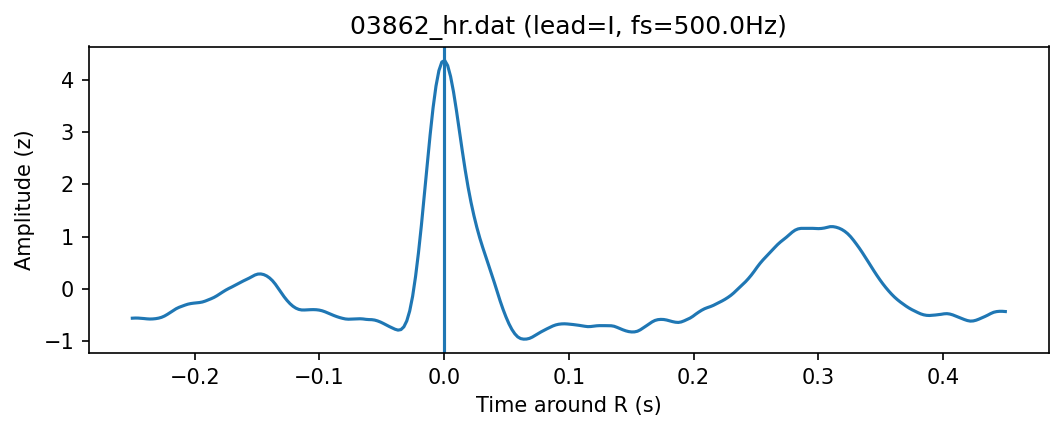 03862_hr.dat (lead=I, fs=500.0Hz)
Amplitude (z)
4
3
2
1
0
−1
−0.2 −0.1 0.0 0.1 0.2 0.3 0.4
Time around R (s)